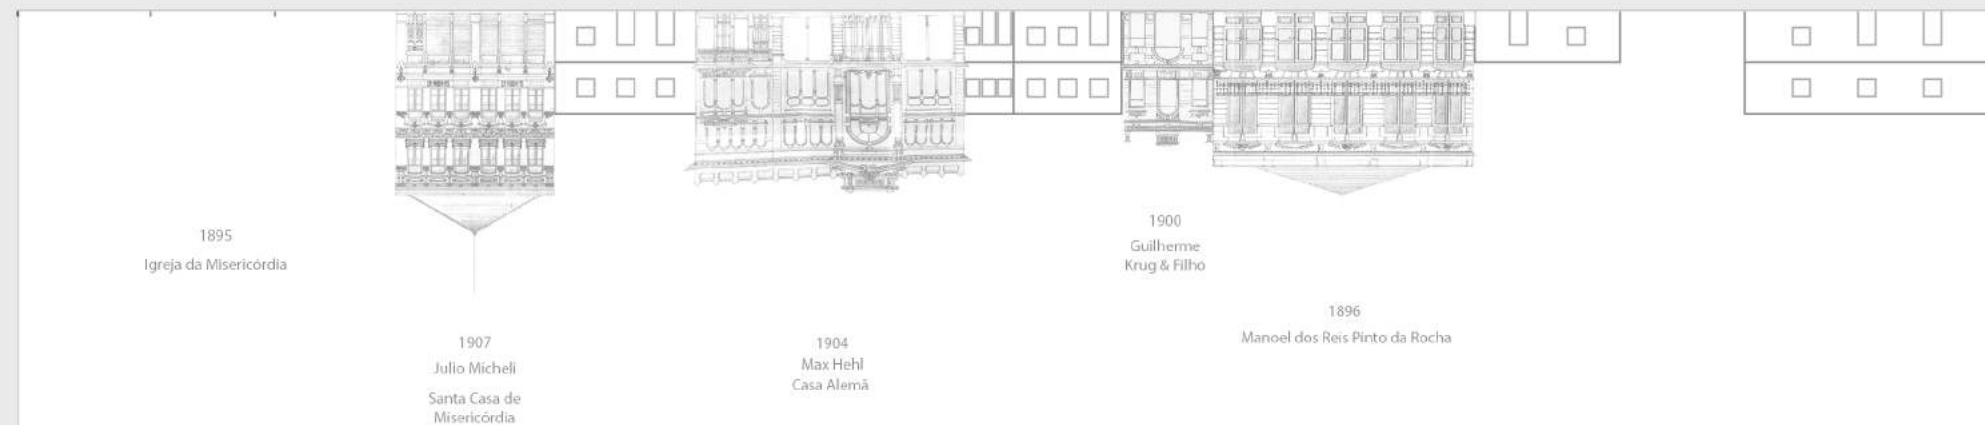 1895
Igreja da Misericórdia
1907
Julio Micheli
Santa Casa de
Misericórdia
1904
Max Hehl
Casa Alemã
1900
Guilherme
Krug & Filho
1896
Manoel dos Reis Pinto da Rocha